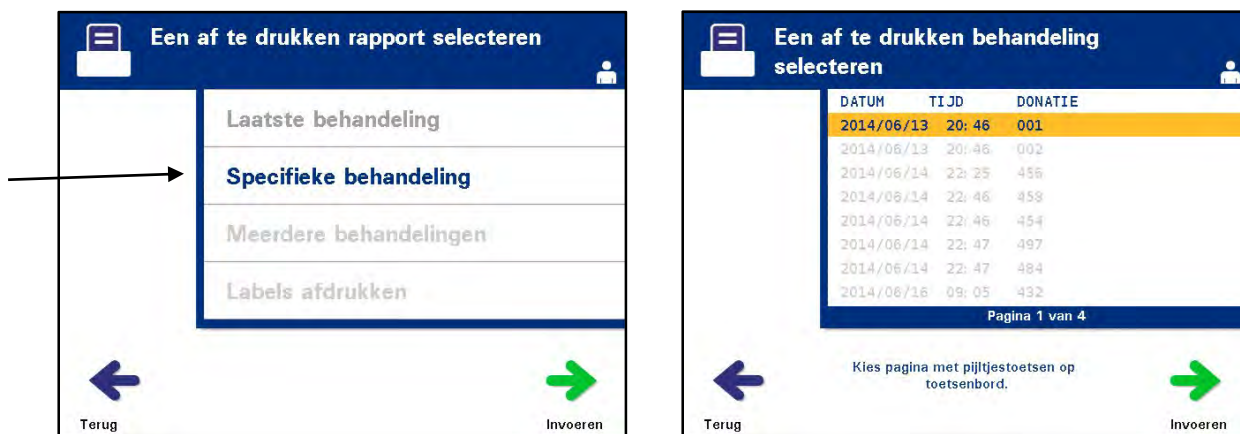 Een af te drukken rapport selecteren
Laatste behandeling
Specifieke behandeling
Meerdere behandelingen
Labels afdrukken
Terug
Invoeren
Een af te drukken behandeling
selecteren
DATUM TIJD DONATIE
2014/06/13 20:46 001
2014/06/13 20:46 002
2014/06/14 22:25 456
2014/06/14 22:46 458
2014/06/14 22:46 454
2014/06/14 22:47 497
2014/06/14 22:47 484
2014/06/16 09:05 432
Pagina 1 van 4
Kies pagina met pijltjestoetsen op
toetsenbord.
Terug
Invoeren